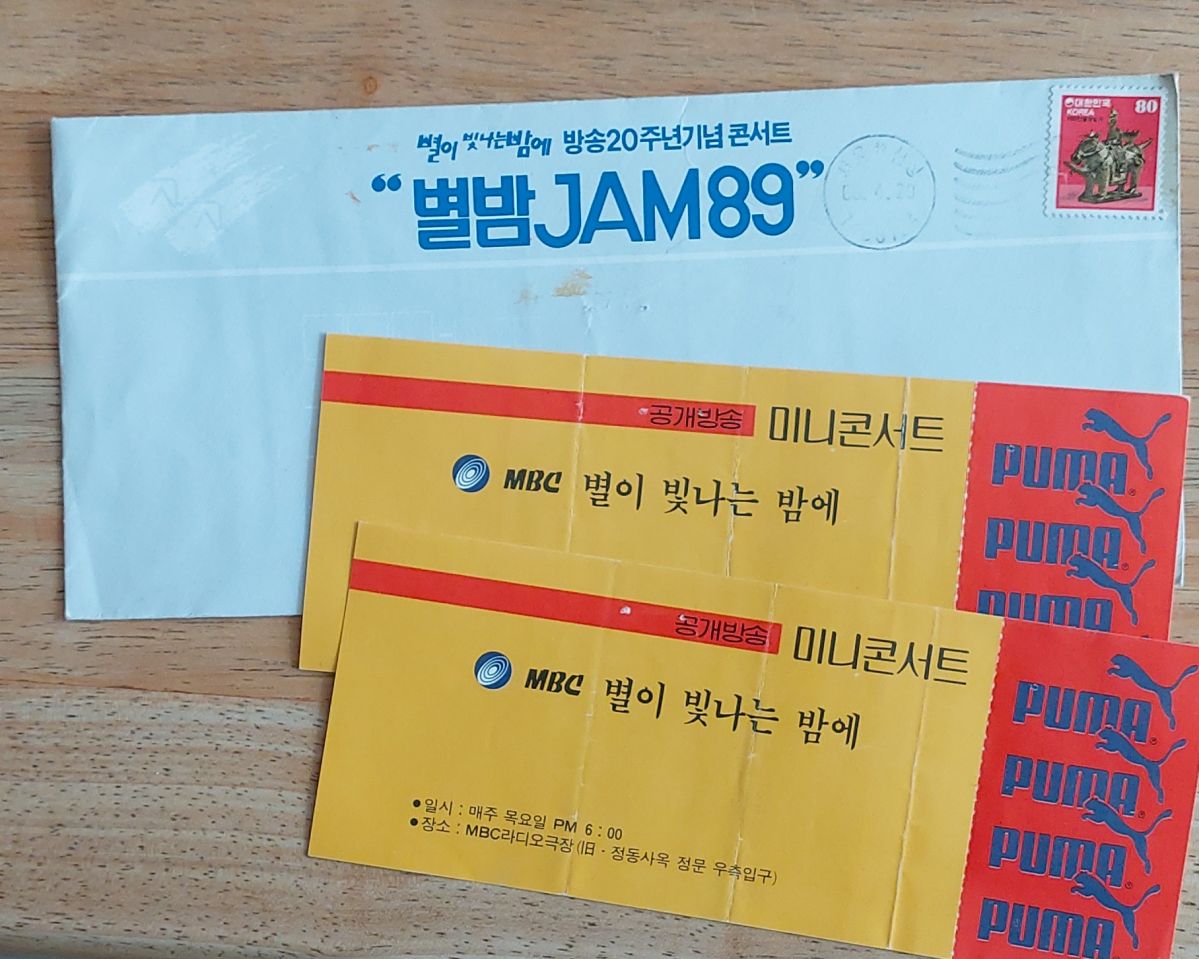 별이 빛나는밤에 방송20주년기념 콘서트
“별밤JAM89”
대한민국 80
KOREA
공개방송 미니콘서트
MBC 별이 빛나는 밤에
PUMA®
PUMA®
PUMA
공개방송 미니콘서트
MBC 별이 빛나는 밤에
●일시 : 매주 목요일 PM 6 : 00
●장소 : MBC라디오극장(旧·정동사옥 정문 우측입구)
PUMA®
PUMA®
PUMA®
PUMA